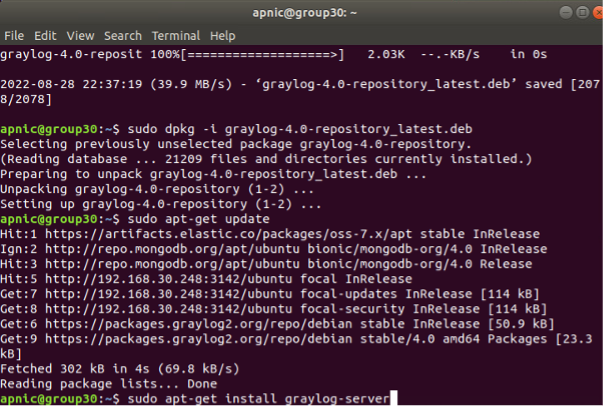 apnic@group30: ~
File Edit View Search Terminal Help
graylog-4.0-reposit 100%[===================>]   2.03K  --.-KB/s    in 0s
2022-08-28 22:37:19 (39.9 MB/s) - ‘graylog-4.0-repository_latest.deb’ saved [207
8/2078]
apnic@group30:~$ sudo dpkg -i graylog-4.0-repository_latest.deb
Selecting previously unselected package graylog-4.0-repository.
(Reading database ... 21209 files and directories currently installed.)
Preparing to unpack graylog-4.0-repository_latest.deb ...
Unpacking graylog-4.0-repository (1-2) ...
Setting up graylog-4.0-repository (1-2) ...
apnic@group30:~$ sudo apt-get update
Hit:1 https://artifacts.elastic.co/packages/oss-7.x/apt stable InRelease
Ign:2 http://repo.mongodb.org/apt/ubuntu bionic/mongodb-org/4.0 InRelease
Hit:3 http://repo.mongodb.org/apt/ubuntu bionic/mongodb-org/4.0 Release
Hit:5 http://192.168.30.248:3142/ubuntu focal InRelease
Get:7 http://192.168.30.248:3142/ubuntu focal-updates InRelease [114 kB]
Get:8 http://192.168.30.248:3142/ubuntu focal-security InRelease [114 kB]
Get:6 https://packages.graylog2.org/repo/debian stable InRelease [50.9 kB]
Get:9 https://packages.graylog2.org/repo/debian stable/4.0 amd64 Packages [23.3
kB]
Fetched 302 kB in 4s (69.8 kB/s)
Reading package lists... Done
apnic@group30:~$ sudo apt-get install graylog-server